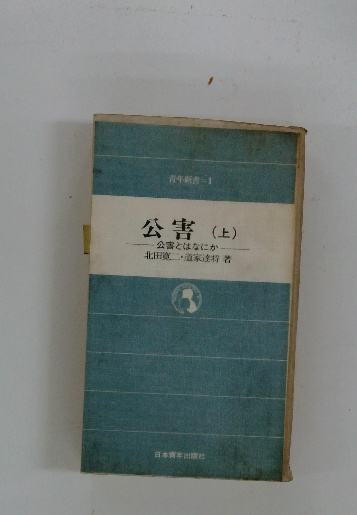 青年新書-1
公害(上)
公害とはなにか
北田寛二・道家達将 著
日本青年出版社